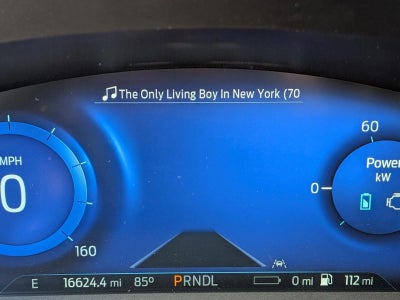 The Only Living Boy In New York (70
MPH
0
160
60
Power
kW
0
E 16624.4 mi 85° PRNDL 0 mi 112 mi